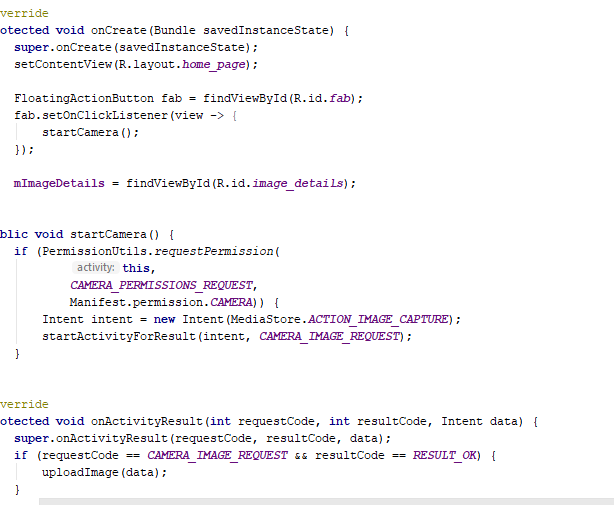 verride
otected void onCreate(Bundle savedInstanceState) {
super.onCreate(savedInstanceState);
setContentView(R.layout.home_page);
FloatingActionButton fab = findViewById(R.id.fab);
fab.setOnClickListener(view -> {
startCamera();
});
mImageDetails = findViewById(R.id.image_details);
blic void startCamera() {
if (PermissionUtils.requestPermission(
activity: this,
CAMERA_PERMISSIONS_REQUEST,
Manifest.permission.CAMERA)) {
Intent intent = new Intent(MediaStore.ACTION_IMAGE_CAPTURE);
startActivityForResult(intent, CAMERA_IMAGE_REQUEST);
}
verride
otected void onActivityResult(int requestCode, int resultCode, Intent data) {
super.onActivityResult(requestCode, resultCode, data);
if (requestCode == CAMERA_IMAGE_REQUEST && resultCode == RESULT_OK) {
uploadImage(data);
}